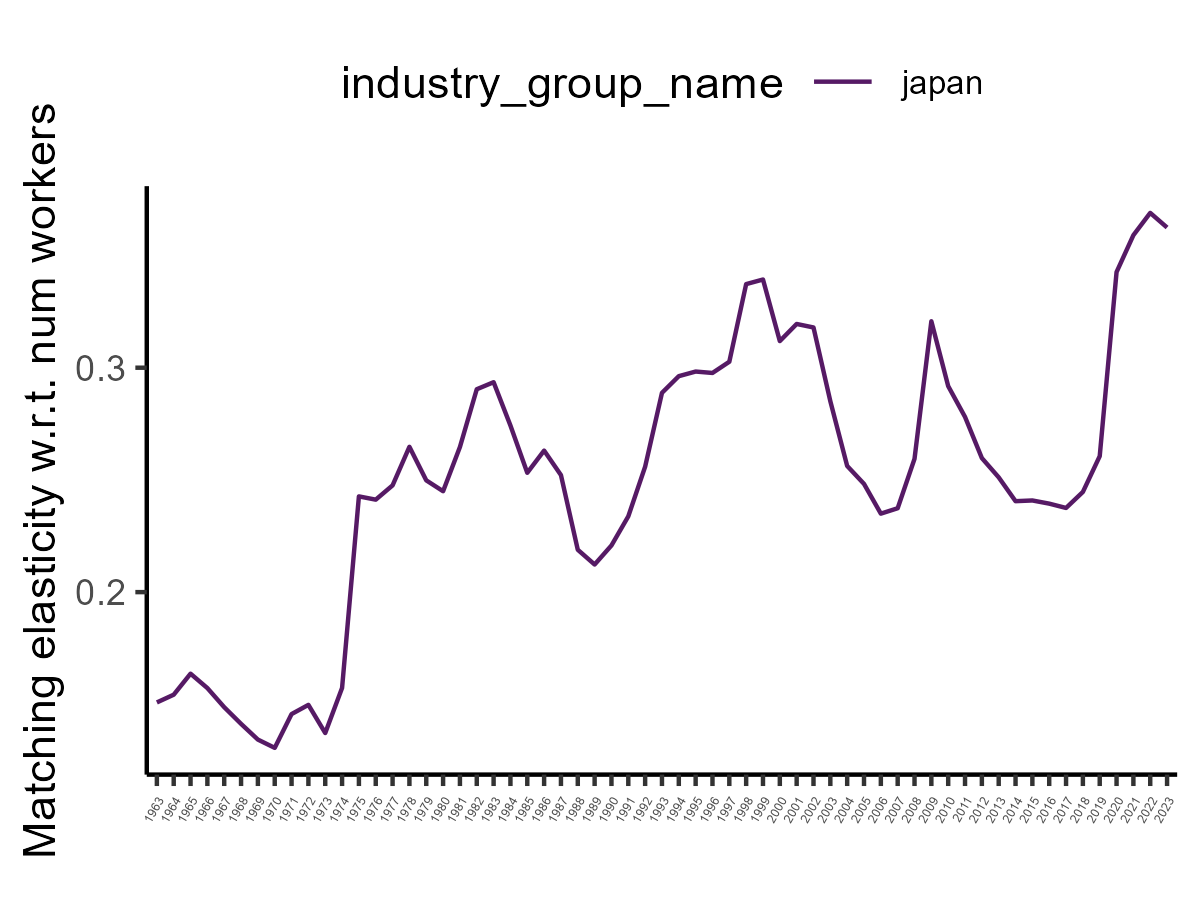 industry_group_name japan
Matching elasticity w.r.t. num workers
0.3
0.2
1963 1964 1965 1966 1967 1968 1969 1970 1971 1972 1973 1974 1975 1976 1977 1978 1979 1980 1981 1982 1983 1984 1985 1986 1987 1988 1989 1990 1991 1992 1993 1994 1995 1996 1997 1998 1999 2000 2001 2002 2003 2004 2005 2006 2007 2008 2009 2010 2011 2012 2013 2014 2015 2016 2017 2018 2019 2020 2021 2022 2023